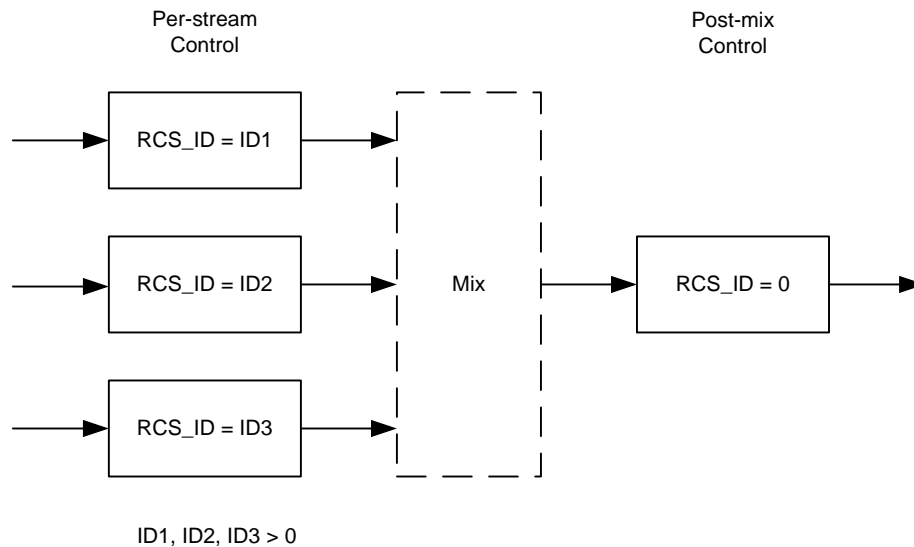 Per-stream
Control
Post-mix
Control
RCS_ID = ID1
RCS_ID = ID2
Mix
RCS_ID = 0
RCS_ID = ID3
ID1, ID2, ID3 > 0